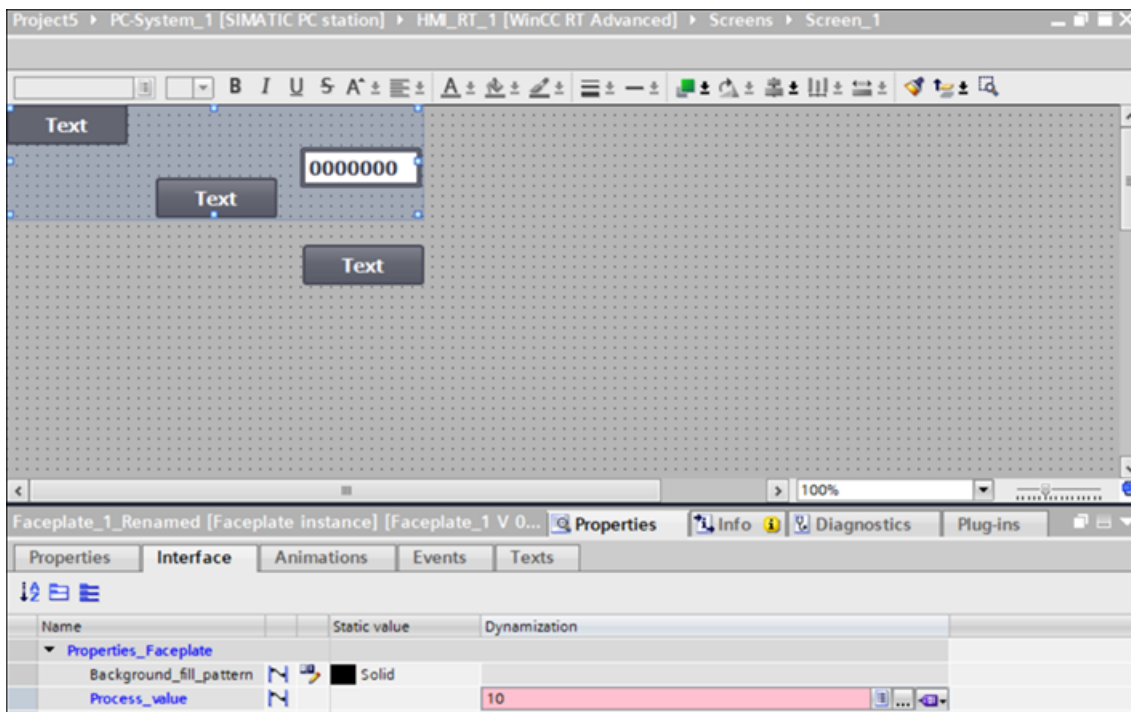 Project5 ▸ PC-System_1 [SIMATIC PC station] ▸ HMI_RT_1 [WinCC RT Advanced] ▸ Screens ▸ Screen_1
B I U S A A
Text
0000000
Text
Text
100%
Faceplate_1_Renamed [Faceplate instance] [Faceplate_1 V 0... Properties Info Diagnostics Plug-ins
Properties Interface Animations Events Texts
Name Static value Dynamization
Properties_Faceplate
Background_fill_pattern Solid
Process_value 10